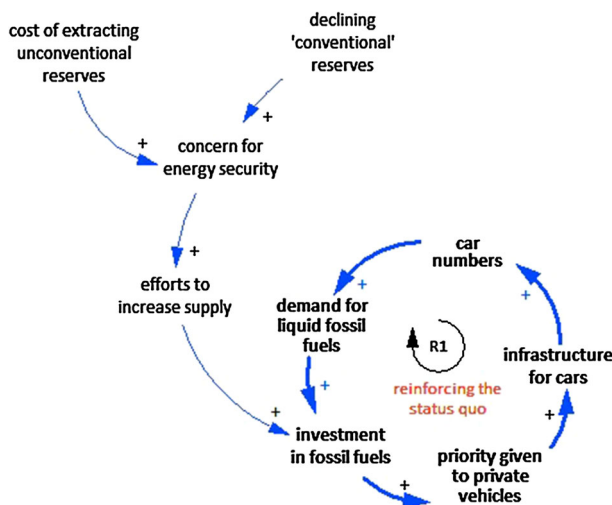 cost of extracting
unconventional
reserves
declining
'conventional'
reserves
+
+
concern for
energy security
+
efforts to
increase supply
car
numbers
+
demand for
liquid fossil
fuels
+
R1
reinforcing the
status quo
infrastructure
for cars
+
+
+
investment
in fossil fuels
priority given
to private
vehicles
+